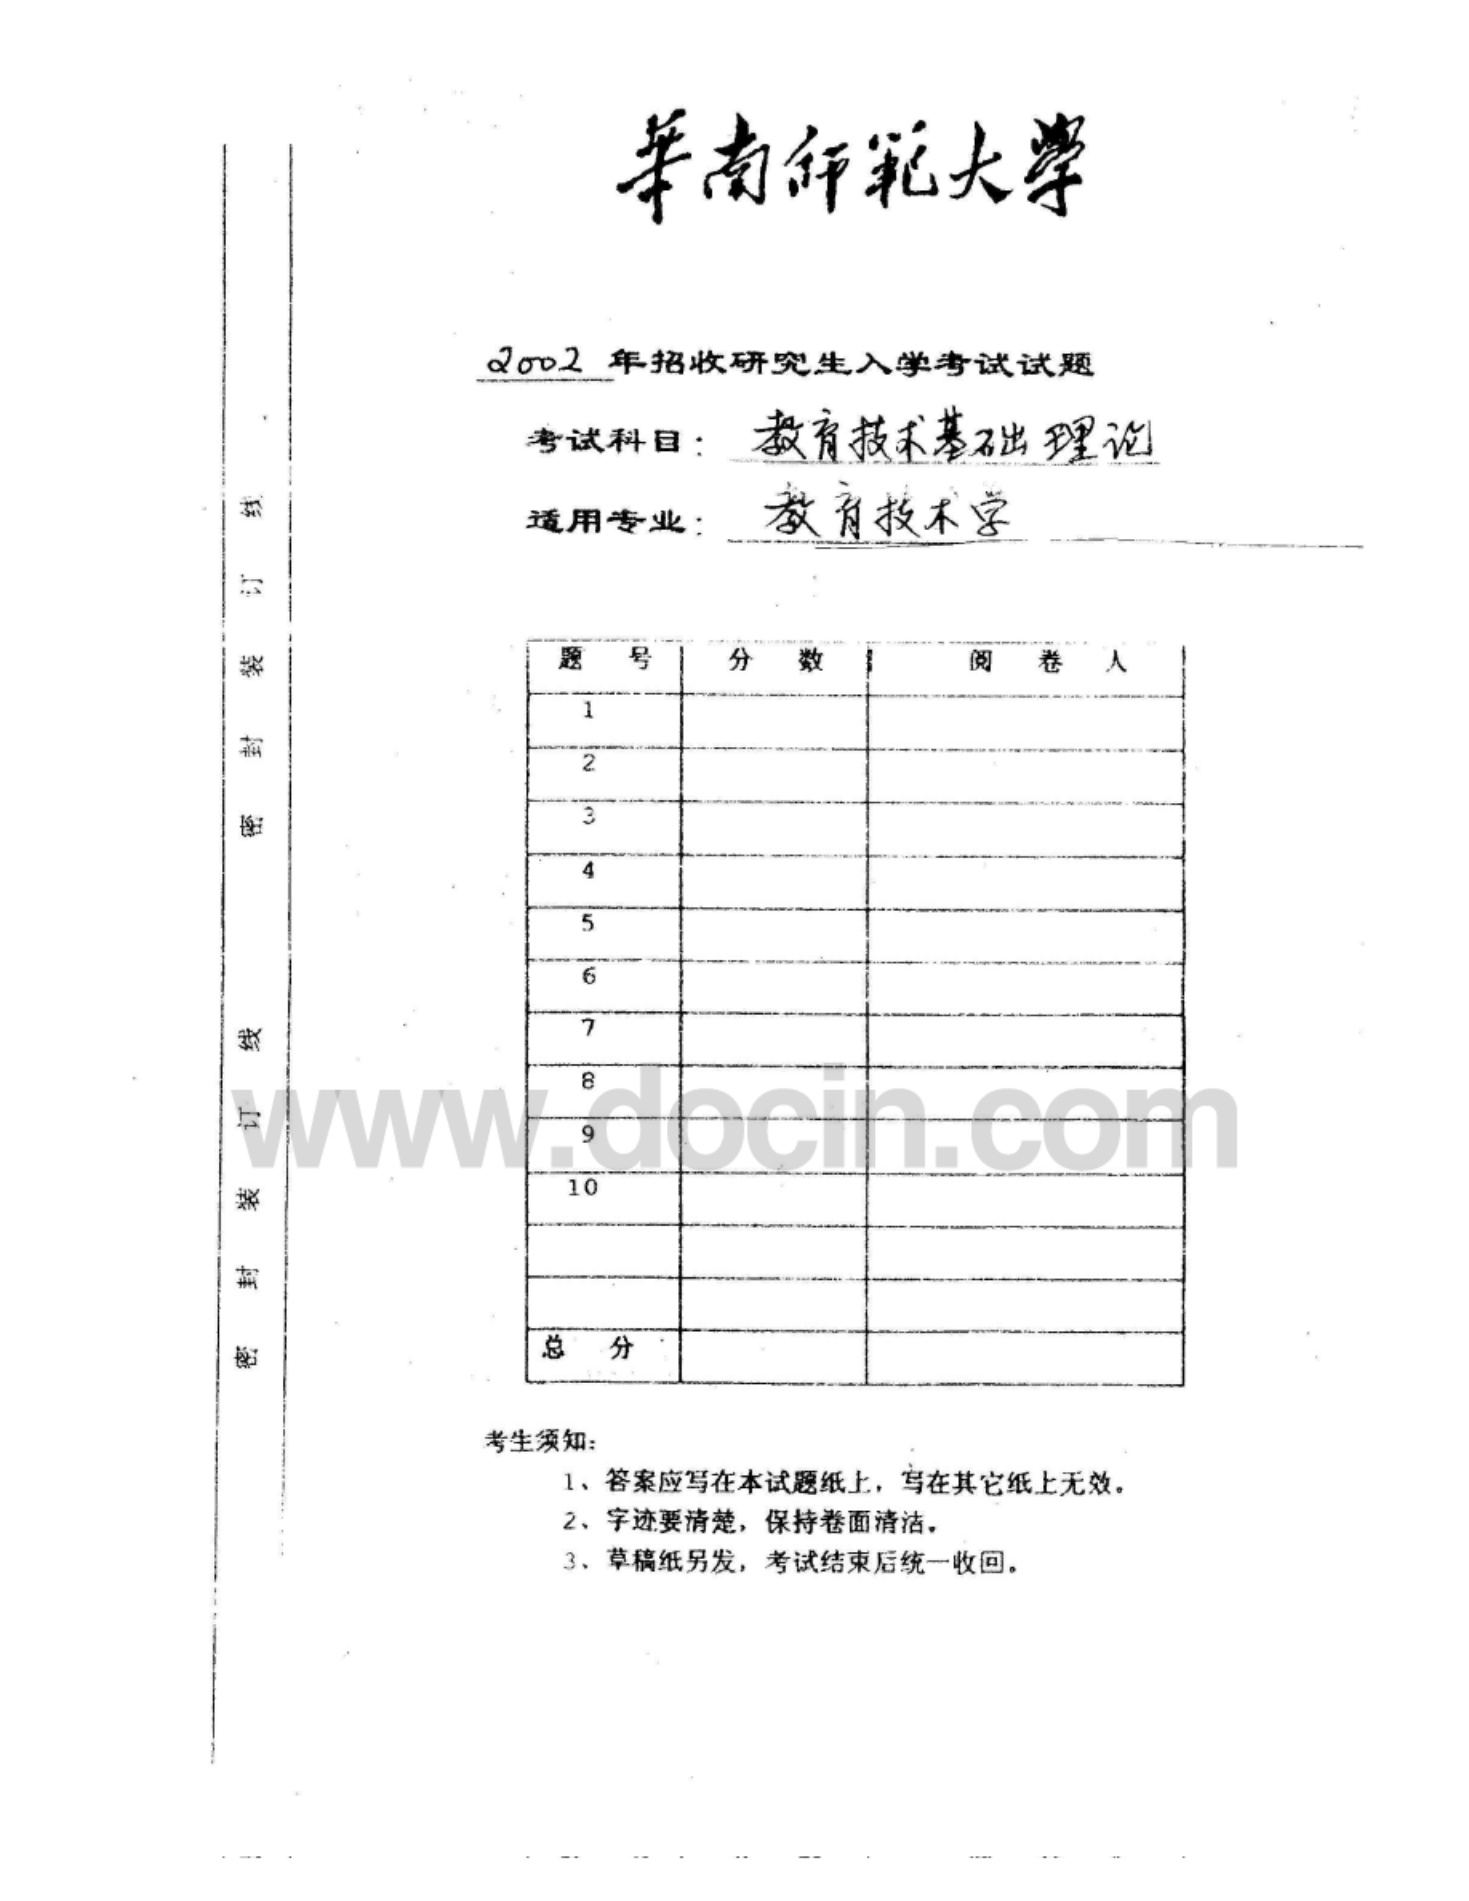 華南师範大學
2002 年招收研究生入学考试试题
考试科目: 教育技术基础理论
适用专业: 教育技术学
密 封 装 订 线
密 封 装 订 线
题 号 分 数 阅 卷 人
1
2
3
4
5
6
7
8
9
10
总 分
www.docin.com
考生须知:
1、答案应写在本试题纸上，写在其它纸上无效。
2、字迹要清楚，保持卷面清洁。
3、草稿纸另发，考试结束后统一收回。